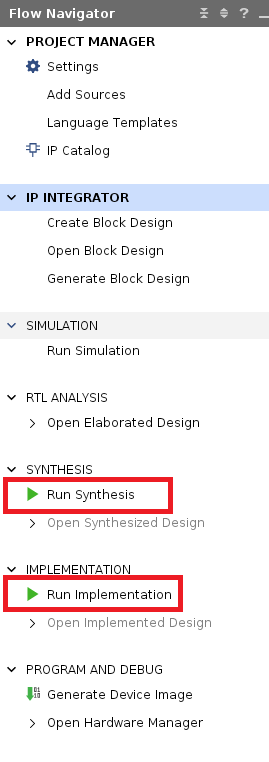 Flow Navigator ?
PROJECT MANAGER
Settings
Add Sources
Language Templates
IP Catalog
IP INTEGRATOR
Create Block Design
Open Block Design
Generate Block Design
SIMULATION
Run Simulation
RTL ANALYSIS
Open Elaborated Design
SYNTHESIS
Run Synthesis
Open Synthesized Design
IMPLEMENTATION
Run Implementation
Open Implemented Design
PROGRAM AND DEBUG
Generate Device Image
Open Hardware Manager